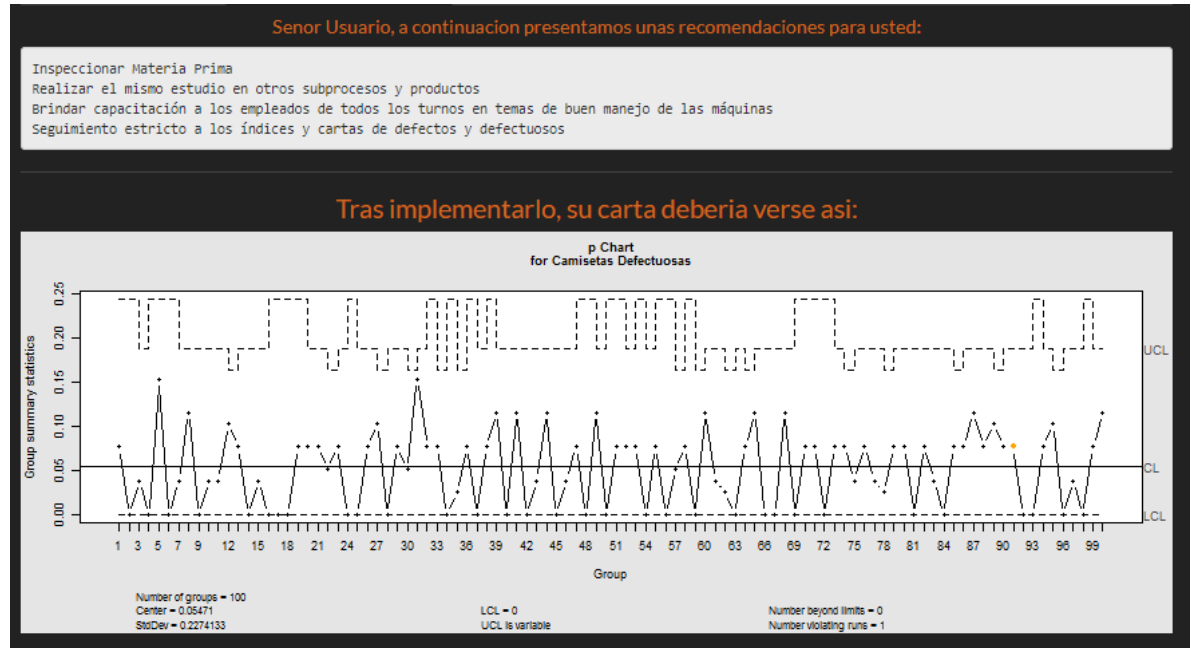 Senor Usuario, a continuacion presentamos unas recomendaciones para usted:
Inspeccionar Materia Prima
Realizar el mismo estudio en otros subprocesos y productos
Brindar capacitación a los empleados de todos los turnos en temas de buen manejo de las máquinas
Seguimiento estricto a los índices y cartas de defectos y defectuosos
Tras implementarlo, su carta deberia verse asi:
p Chart
for Camisetas Defectuosas
Group summary statistics
0.25
0.20
0.15
0.10
0.05
0.00
UCL
CL
LCL
1 3 5 7 9 12 15 18 21 24 27 30 33 36 39 42 45 48 51 54 57 60 63 66 69 72 75 78 81 84 87 90 93 96 99
Group
Number of groups = 100
Center = 0.05471 LCL = 0 Number beyond limits = 0
StdDev = 0.2274133 UCL is variable Number violating runs = 1